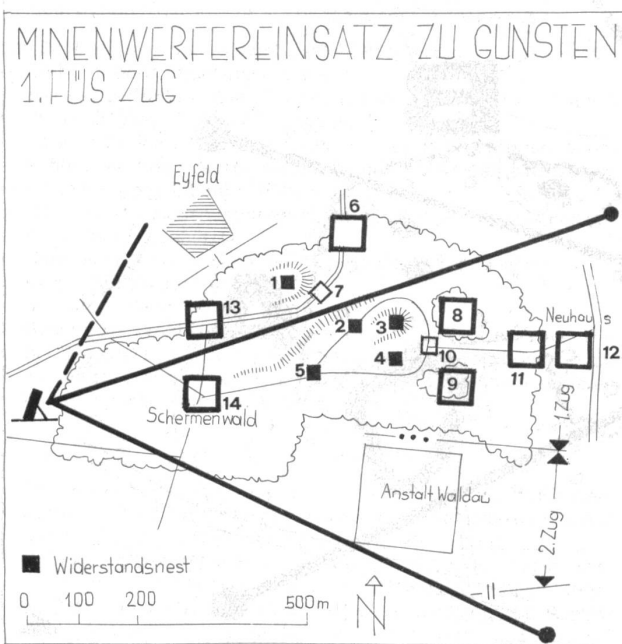 MINENWERFEREINSATZ ZU GUNSTEN
1. FÜS ZUG
Eyfeld
6
1
7
13
2
3
8
Neuhaus
5
4
10
11
12
9
14
Schermenwald
1. Zug
Anstalt Waldau
2. Zug
II
Widerstandsnest
0 100 200 500 m
N